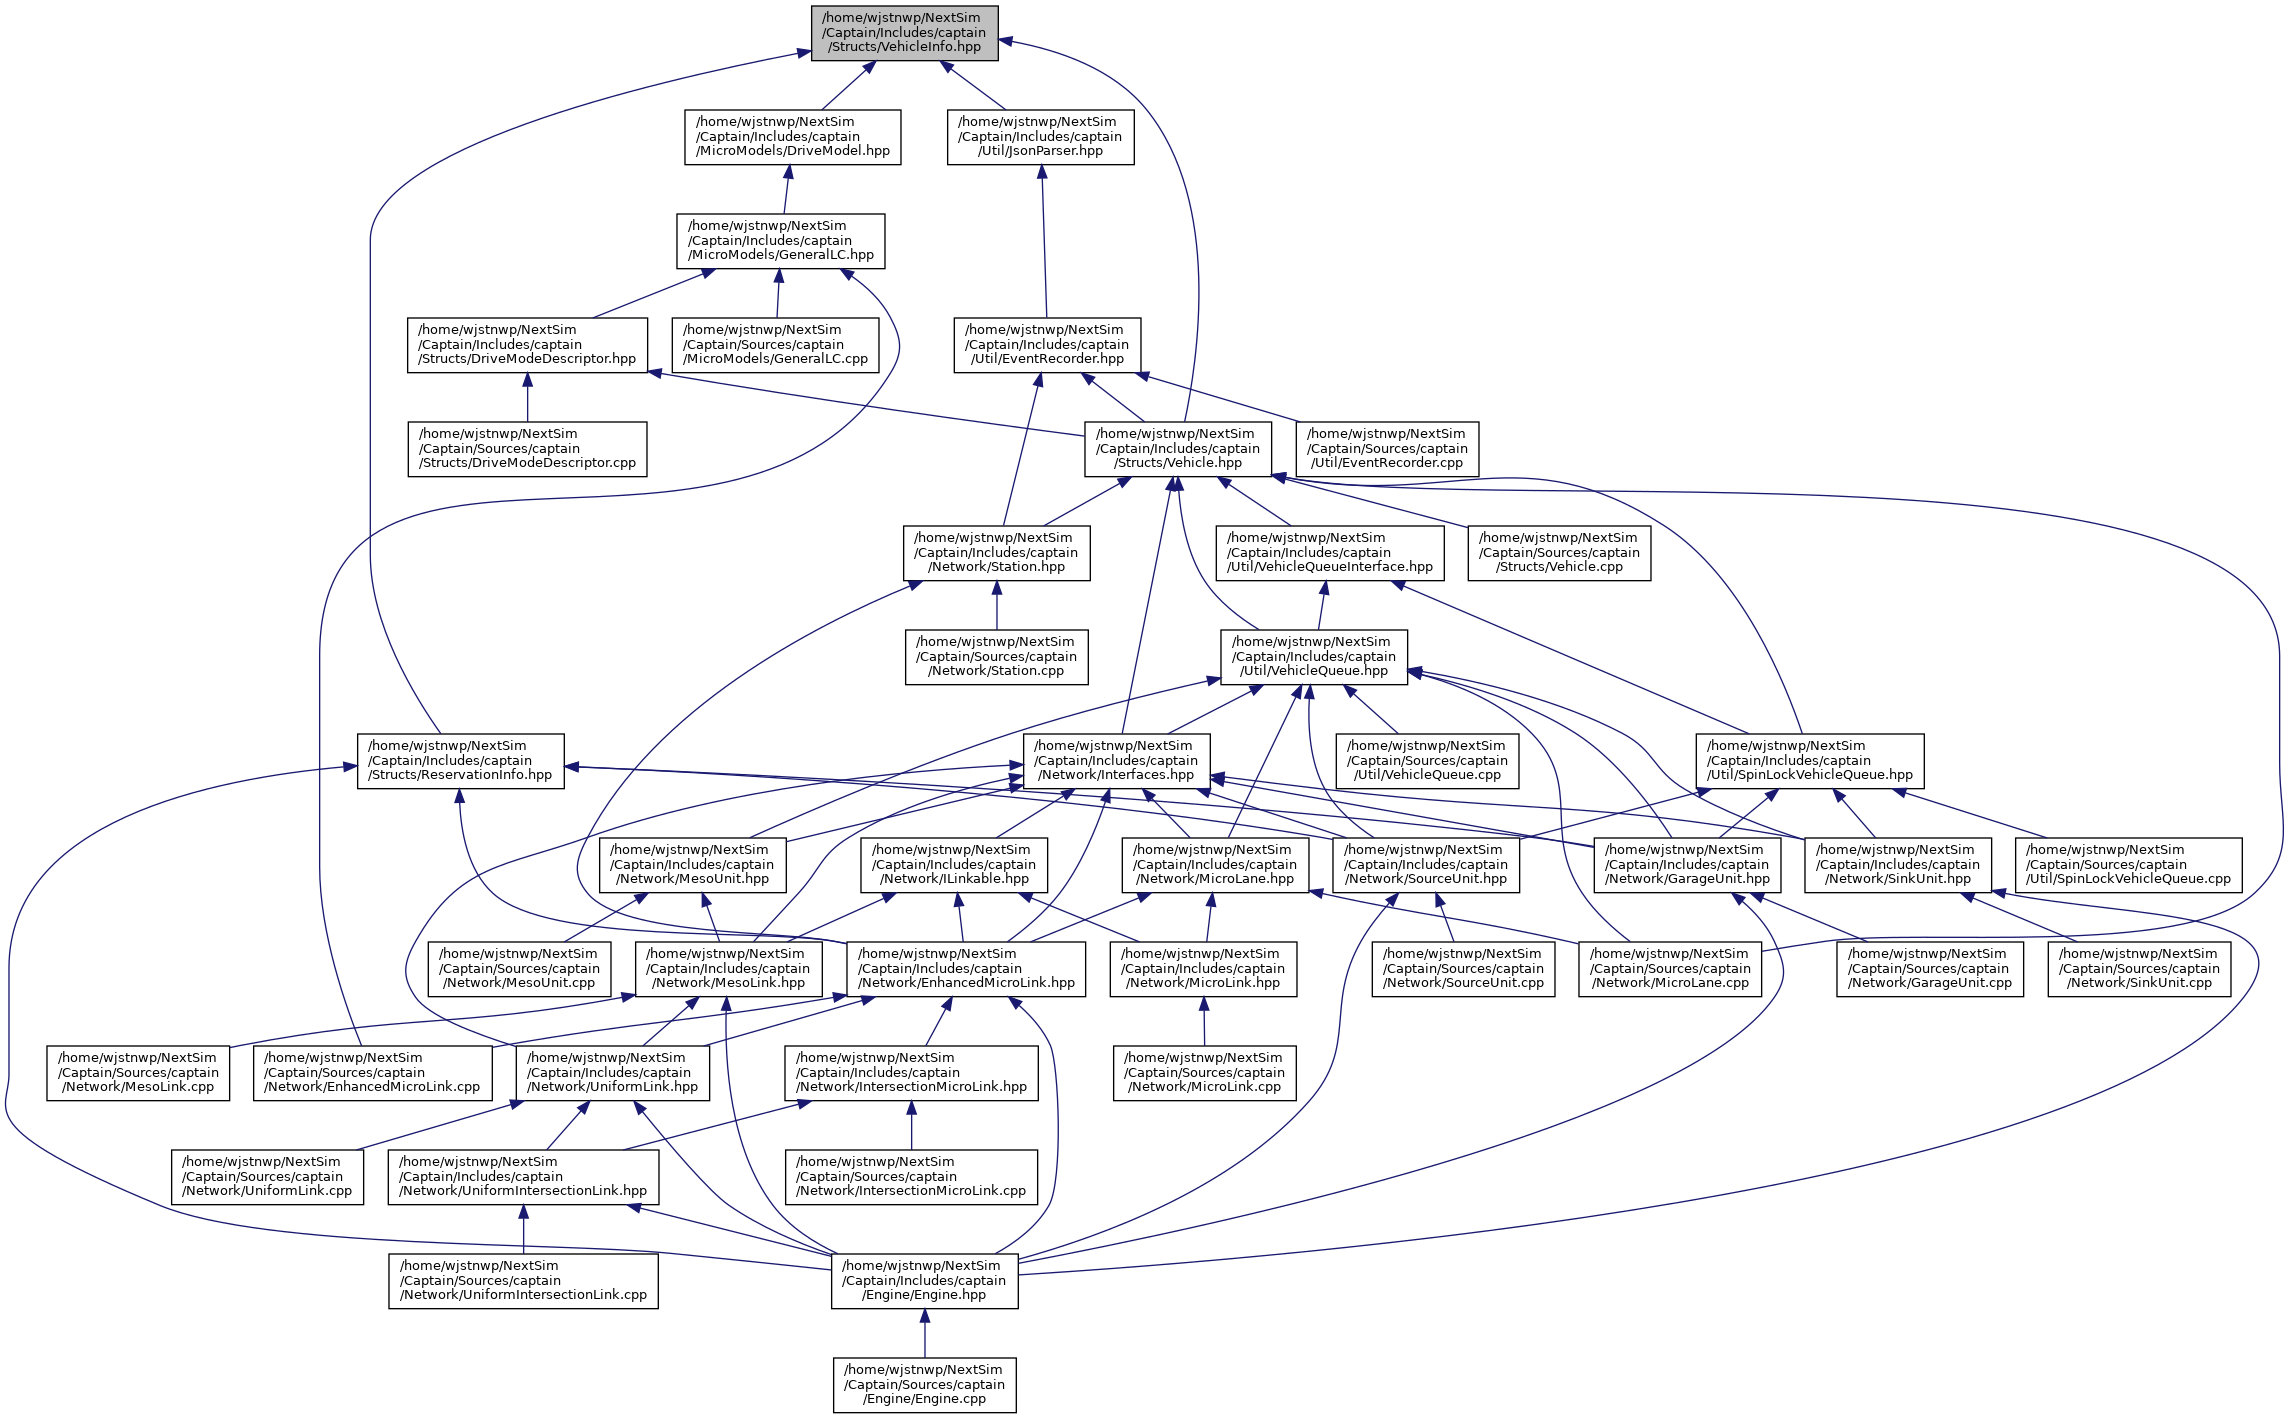 /home/wjstnwp/NextSim
/Captain/Includes/captain
/Structs/VehicleInfo.hpp
/home/wjstnwp/NextSim
/Captain/Includes/captain
/MicroModels/DriveModel.hpp
/home/wjstnwp/NextSim
/Captain/Includes/captain
/Util/JsonParser.hpp
/home/wjstnwp/NextSim
/Captain/Includes/captain
/MicroModels/GeneralLC.hpp
/home/wjstnwp/NextSim
/Captain/Includes/captain
/Structs/DriveModeDescriptor.hpp
/home/wjstnwp/NextSim
/Captain/Sources/captain
/MicroModels/GeneralLC.cpp
/home/wjstnwp/NextSim
/Captain/Includes/captain
/Util/EventRecorder.hpp
/home/wjstnwp/NextSim
/Captain/Sources/captain
/Structs/DriveModeDescriptor.cpp
/home/wjstnwp/NextSim
/Captain/Includes/captain
/Structs/Vehicle.hpp
/home/wjstnwp/NextSim
/Captain/Sources/captain
/Util/EventRecorder.cpp
/home/wjstnwp/NextSim
/Captain/Includes/captain
/Network/Station.hpp
/home/wjstnwp/NextSim
/Captain/Includes/captain
/Util/VehicleQueueInterface.hpp
/home/wjstnwp/NextSim
/Captain/Sources/captain
/Structs/Vehicle.cpp
/home/wjstnwp/NextSim
/Captain/Sources/captain
/Network/Station.cpp
/home/wjstnwp/NextSim
/Captain/Includes/captain
/Util/VehicleQueue.hpp
/home/wjstnwp/NextSim
/Captain/Includes/captain
/Structs/ReservationInfo.hpp
/home/wjstnwp/NextSim
/Captain/Includes/captain
/Network/Interfaces.hpp
/home/wjstnwp/NextSim
/Captain/Sources/captain
/Util/VehicleQueue.cpp
/home/wjstnwp/NextSim
/Captain/Includes/captain
/Util/SpinLockVehicleQueue.hpp
/home/wjstnwp/NextSim
/Captain/Includes/captain
/Network/MesoUnit.hpp
/home/wjstnwp/NextSim
/Captain/Includes/captain
/Network/ILinkable.hpp
/home/wjstnwp/NextSim
/Captain/Includes/captain
/Network/MicroLane.hpp
/home/wjstnwp/NextSim
/Captain/Includes/captain
/Network/SourceUnit.hpp
/home/wjstnwp/NextSim
/Captain/Includes/captain
/Network/GarageUnit.hpp
/home/wjstnwp/NextSim
/Captain/Includes/captain
/Network/SinkUnit.hpp
/home/wjstnwp/NextSim
/Captain/Sources/captain
/Util/SpinLockVehicleQueue.cpp
/home/wjstnwp/NextSim
/Captain/Sources/captain
/Network/MesoUnit.cpp
/home/wjstnwp/NextSim
/Captain/Includes/captain
/Network/MesoLink.hpp
/home/wjstnwp/NextSim
/Captain/Includes/captain
/Network/EnhancedMicroLink.hpp
/home/wjstnwp/NextSim
/Captain/Includes/captain
/Network/MicroLink.hpp
/home/wjstnwp/NextSim
/Captain/Sources/captain
/Network/SourceUnit.cpp
/home/wjstnwp/NextSim
/Captain/Sources/captain
/Network/MicroLane.cpp
/home/wjstnwp/NextSim
/Captain/Sources/captain
/Network/GarageUnit.cpp
/home/wjstnwp/NextSim
/Captain/Sources/captain
/Network/SinkUnit.cpp
/home/wjstnwp/NextSim
/Captain/Sources/captain
/Network/MesoLink.cpp
/home/wjstnwp/NextSim
/Captain/Sources/captain
/Network/EnhancedMicroLink.cpp
/home/wjstnwp/NextSim
/Captain/Includes/captain
/Network/UniformLink.hpp
/home/wjstnwp/NextSim
/Captain/Includes/captain
/Network/IntersectionMicroLink.hpp
/home/wjstnwp/NextSim
/Captain/Sources/captain
/Network/MicroLink.cpp
/home/wjstnwp/NextSim
/Captain/Sources/captain
/Network/UniformLink.cpp
/home/wjstnwp/NextSim
/Captain/Includes/captain
/Network/UniformIntersectionLink.hpp
/home/wjstnwp/NextSim
/Captain/Sources/captain
/Network/IntersectionMicroLink.cpp
/home/wjstnwp/NextSim
/Captain/Sources/captain
/Network/UniformIntersectionLink.cpp
/home/wjstnwp/NextSim
/Captain/Includes/captain
/Engine/Engine.hpp
/home/wjstnwp/NextSim
/Captain/Sources/captain
/Engine/Engine.cpp